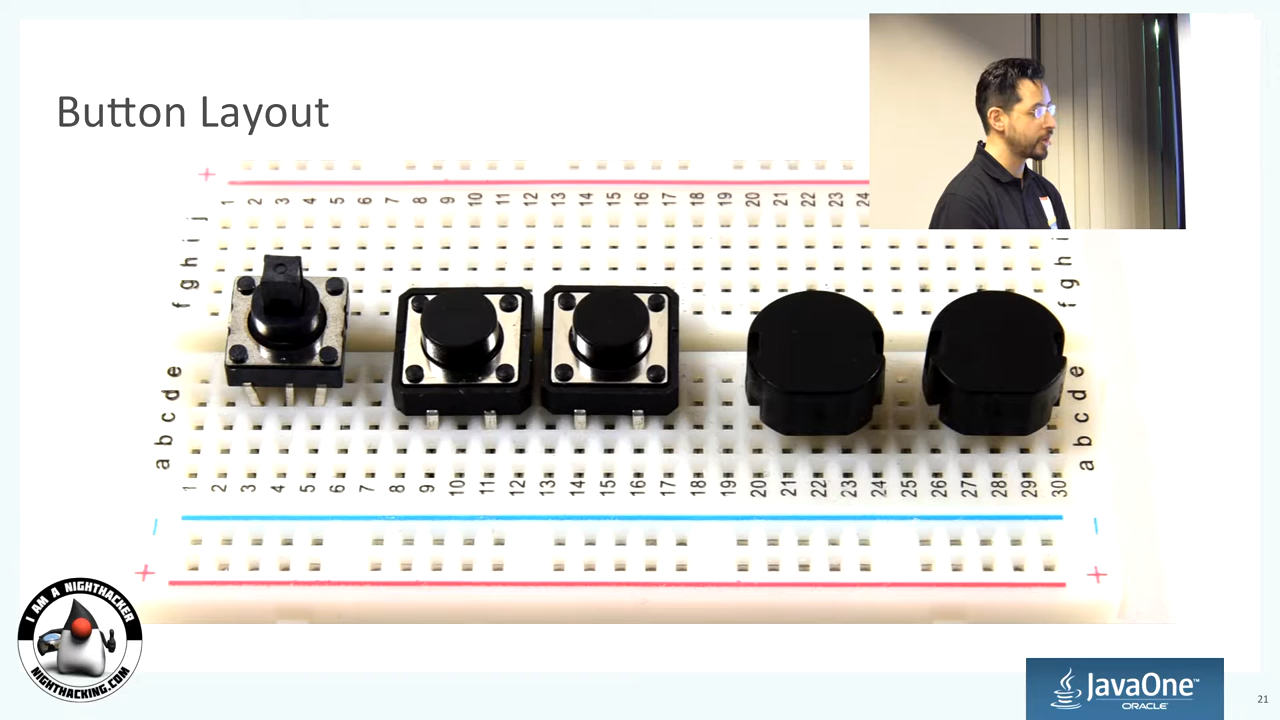 Button Layout
+
1 2 3 4 5 6 7 8 9 10 11 12 13 14 15 16 17 18 19 20 21 22 23 24
j
i
h
g
f
i
h
g
f
e
d
c
b
a
e
d
c
b
a
1 2 3 4 5 6 7 8 9 10 11 12 13 14 15 16 17 18 19 20 21 22 23 24 25 26 27 28 29 30
+
+
I AM A NIGHTHACKER
NIGHTHACKING.COM
JavaOne™
ORACLE
21